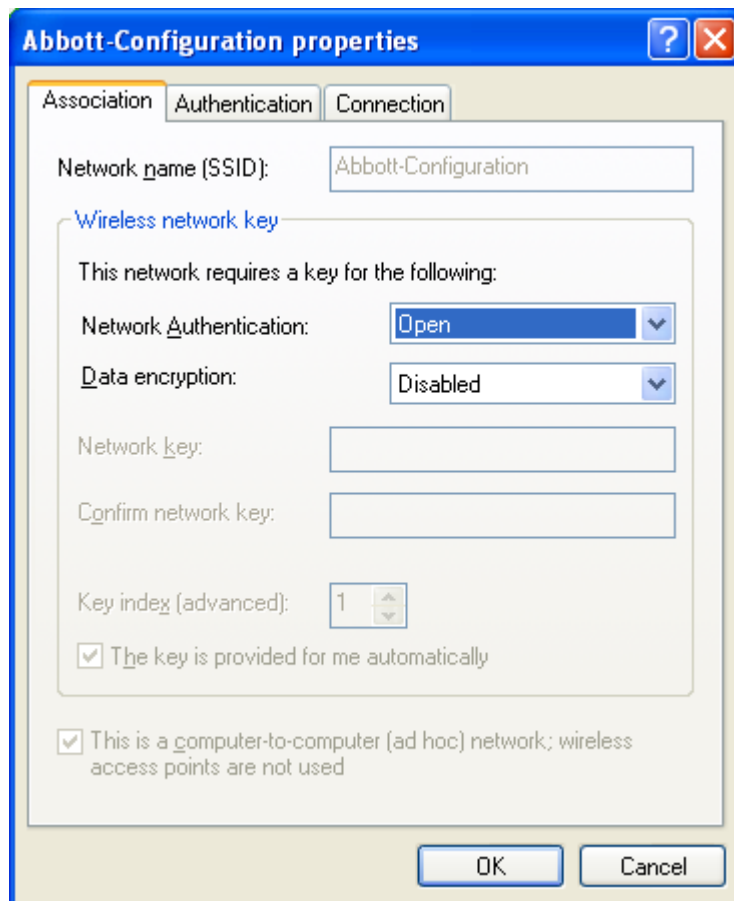 Abbott-Configuration properties
Association Authentication Connection
Network name (SSID): Abbott-Configuration
Wireless network key
This network requires a key for the following:
Network Authentication: Open
Data encryption: Disabled
Network key:
Confirm network key:
Key index (advanced): 1
The key is provided for me automatically
This is a computer-to-computer (ad hoc) network; wireless
access points are not used
OK Cancel